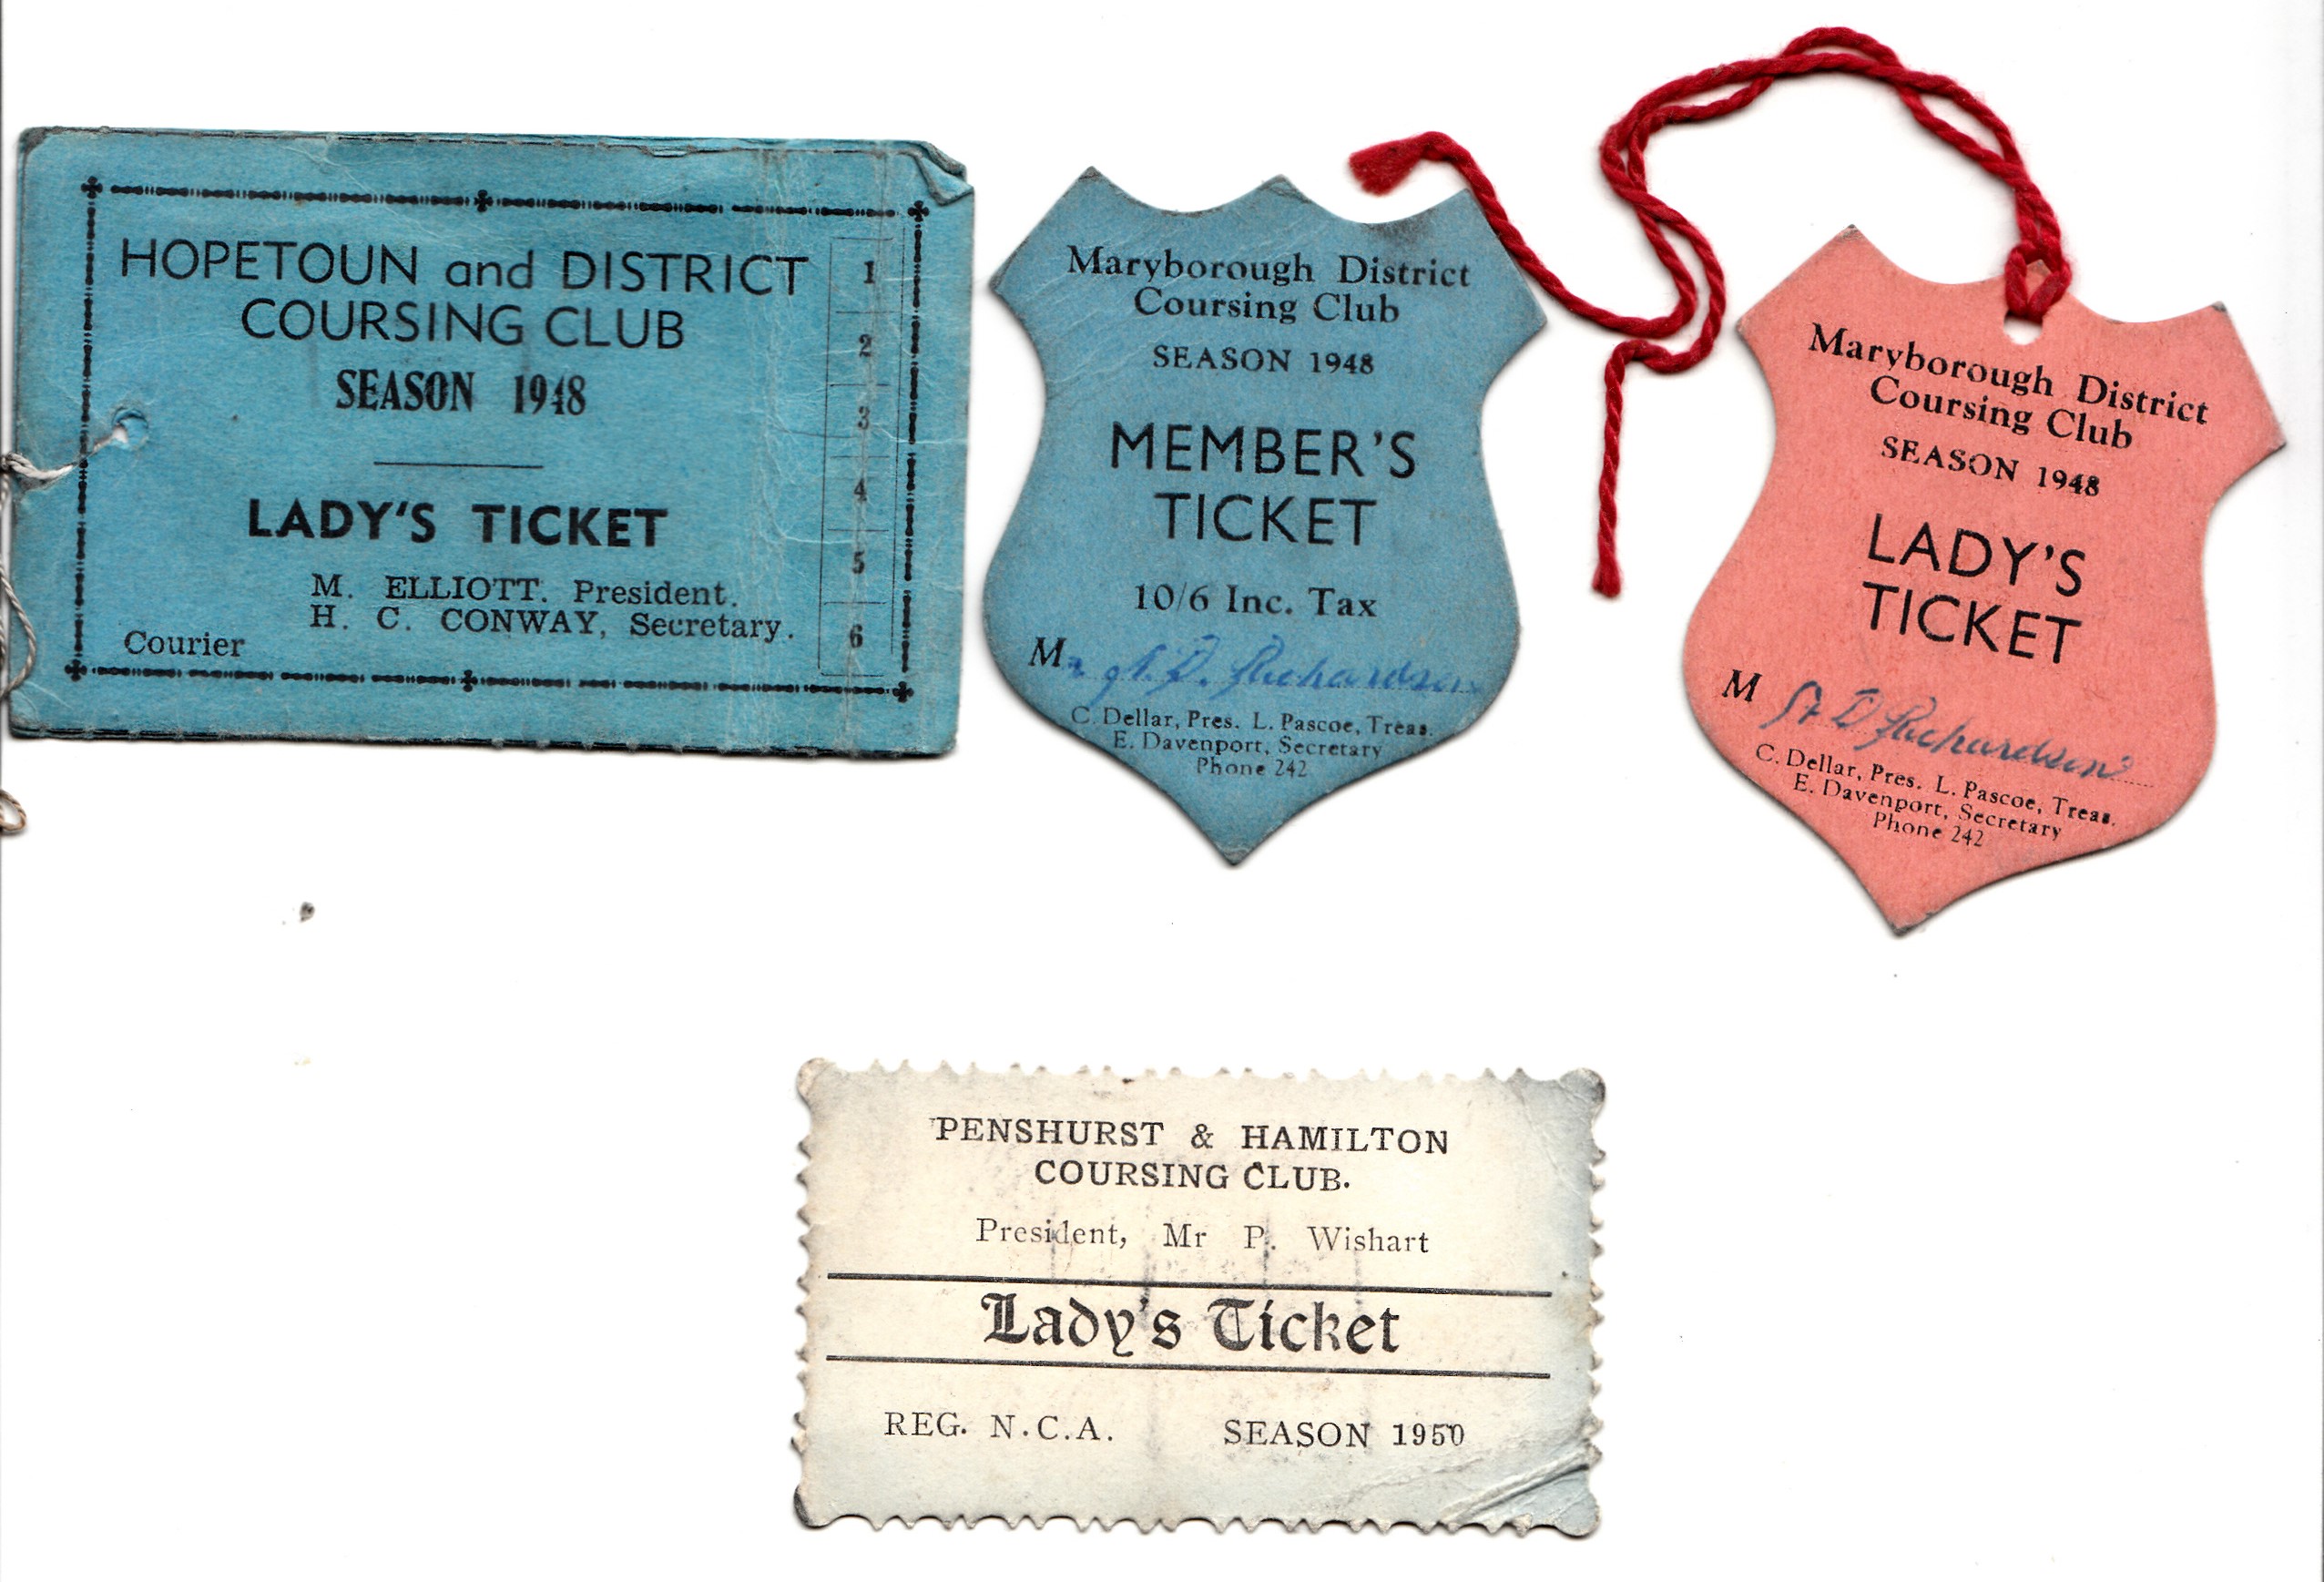 HOPETOUN and DISTRICT
COURSING CLUB
SEASON 1948
LADY'S TICKET
M. ELLIOTT. President.
H. C. CONWAY, Secretary.
Courier
1
2
3
4
5
6
Maryborough District
Coursing Club
SEASON 1948
MEMBER'S
TICKET
10/6 Inc. Tax
Mr D. Richardson
C. Dellar, Pres. L. Pascoe, Treas.
E. Davenport, Secretary
Phone 242
Maryborough District
Coursing Club
SEASON 1948
LADY'S
TICKET
M D Richardson
C. Dellar, Pres. L. Pascoe, Treas.
E. Davenport, Secretary
Phone 242
PENSHURST & HAMILTON
COURSING CLUB.
President, Mr P. Wishart
Lady's Ticket
REG. N.C.A. SEASON 1950